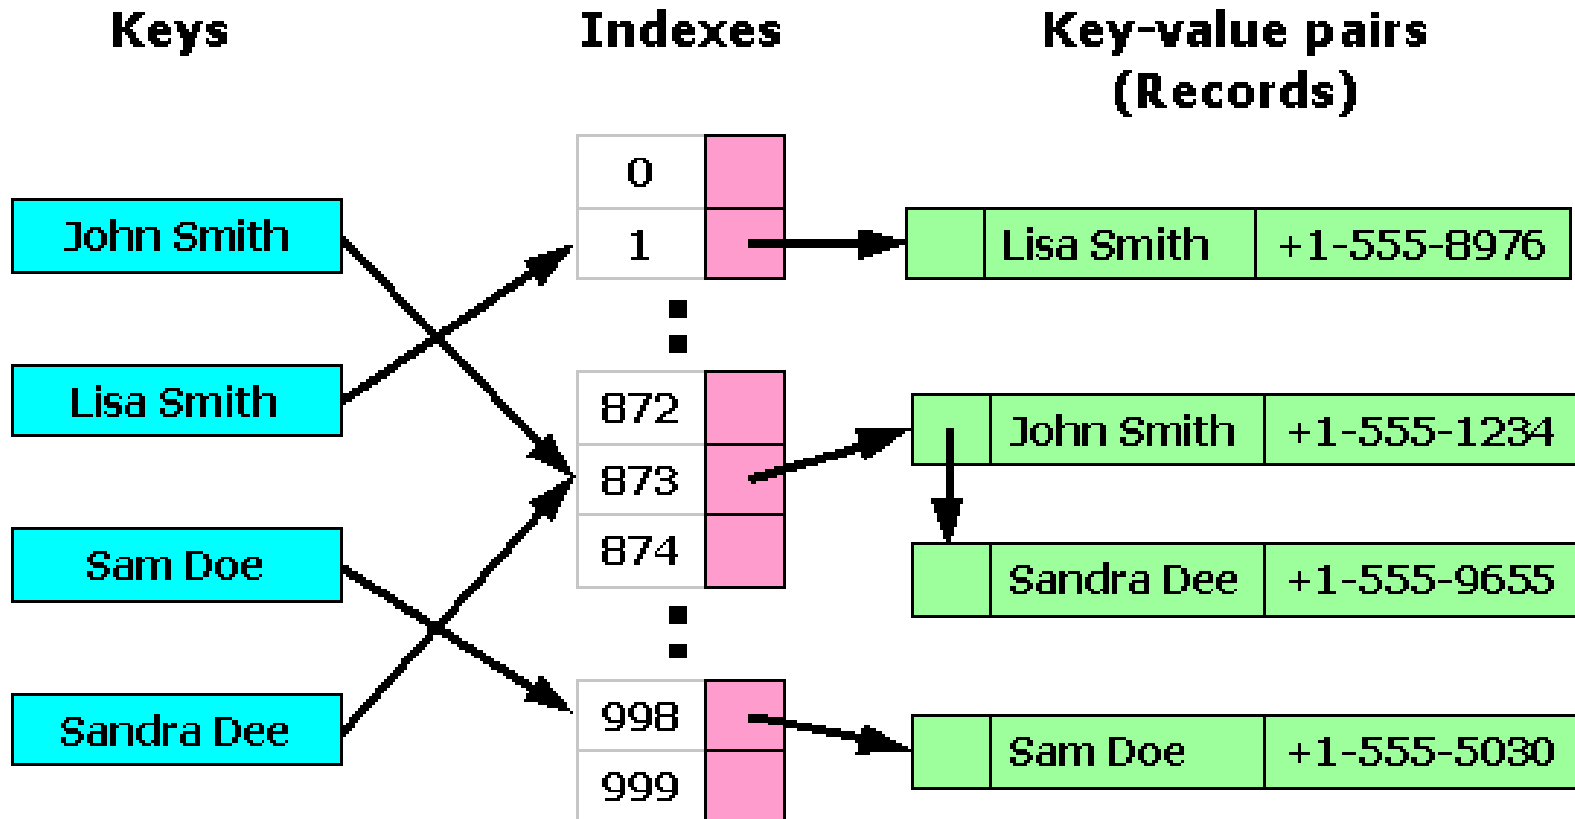 Keys
Indexes
Key-value pairs
(Records)
John Smith
Lisa Smith
Sam Doe
Sandra Dee
0
1
872
873
874
998
999
Lisa Smith +1-555-8976
John Smith +1-555-1234
Sandra Dee +1-555-9655
Sam Doe +1-555-5030